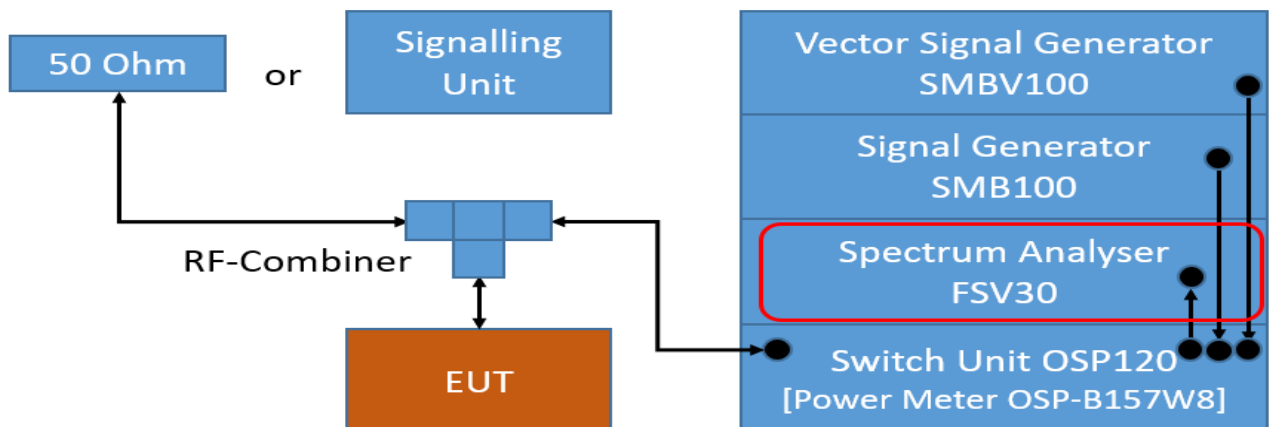 50 Ohm
or
Signalling
Unit
RF-Combiner
EUT
Vector Signal Generator
SMBV100
Signal Generator
SMB100
Spectrum Analyser
FSV30
Switch Unit OSP120
[Power Meter OSP-B157W8]